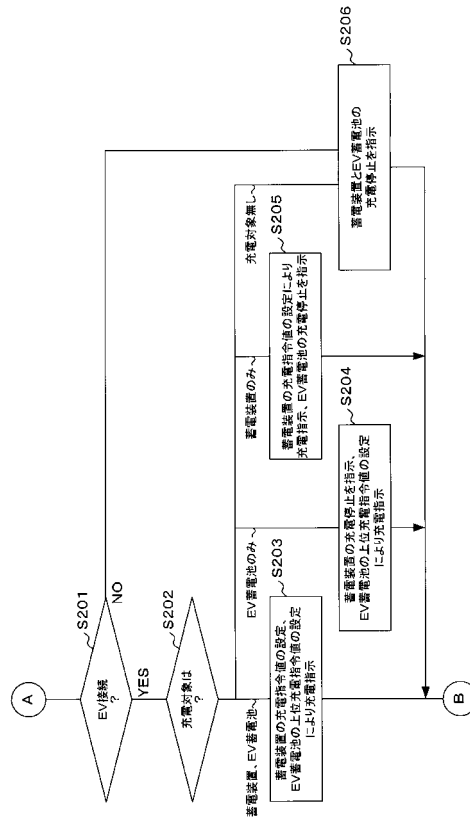 A
S201
EV接続
?
NO
YES
S202
充電対象は
?
蓄電装置、EV蓄電池
EV蓄電池のみ
蓄電装置のみ
充電対象無し
S203
蓄電装置の充電指令値の設定、
EV蓄電池の上位充電指令値の設定
により充電指示
S204
蓄電装置の充電停止を指示、
EV蓄電池の上位充電指令値の設定
により充電指示
S205
蓄電装置の充電指令値の設定により
充電指示、EV蓄電池の充電停止を指示
S206
蓄電装置とEV蓄電池の
充電停止を指示
B